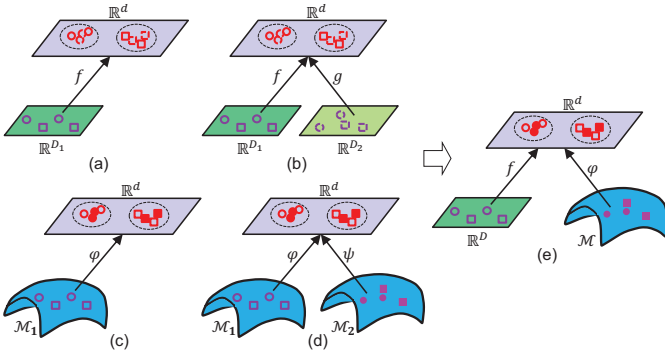 ℝ^d
f
ℝ^{D_1}
(a)
ℝ^d
f
g
ℝ^{D_1}
ℝ^{D_2}
(b)
ℝ^d
φ
ℳ_1
(c)
ℝ^d
φ
ψ
ℳ_1
ℳ_2
(d)
ℝ^d
f
φ
ℝ^D
ℳ
(e)